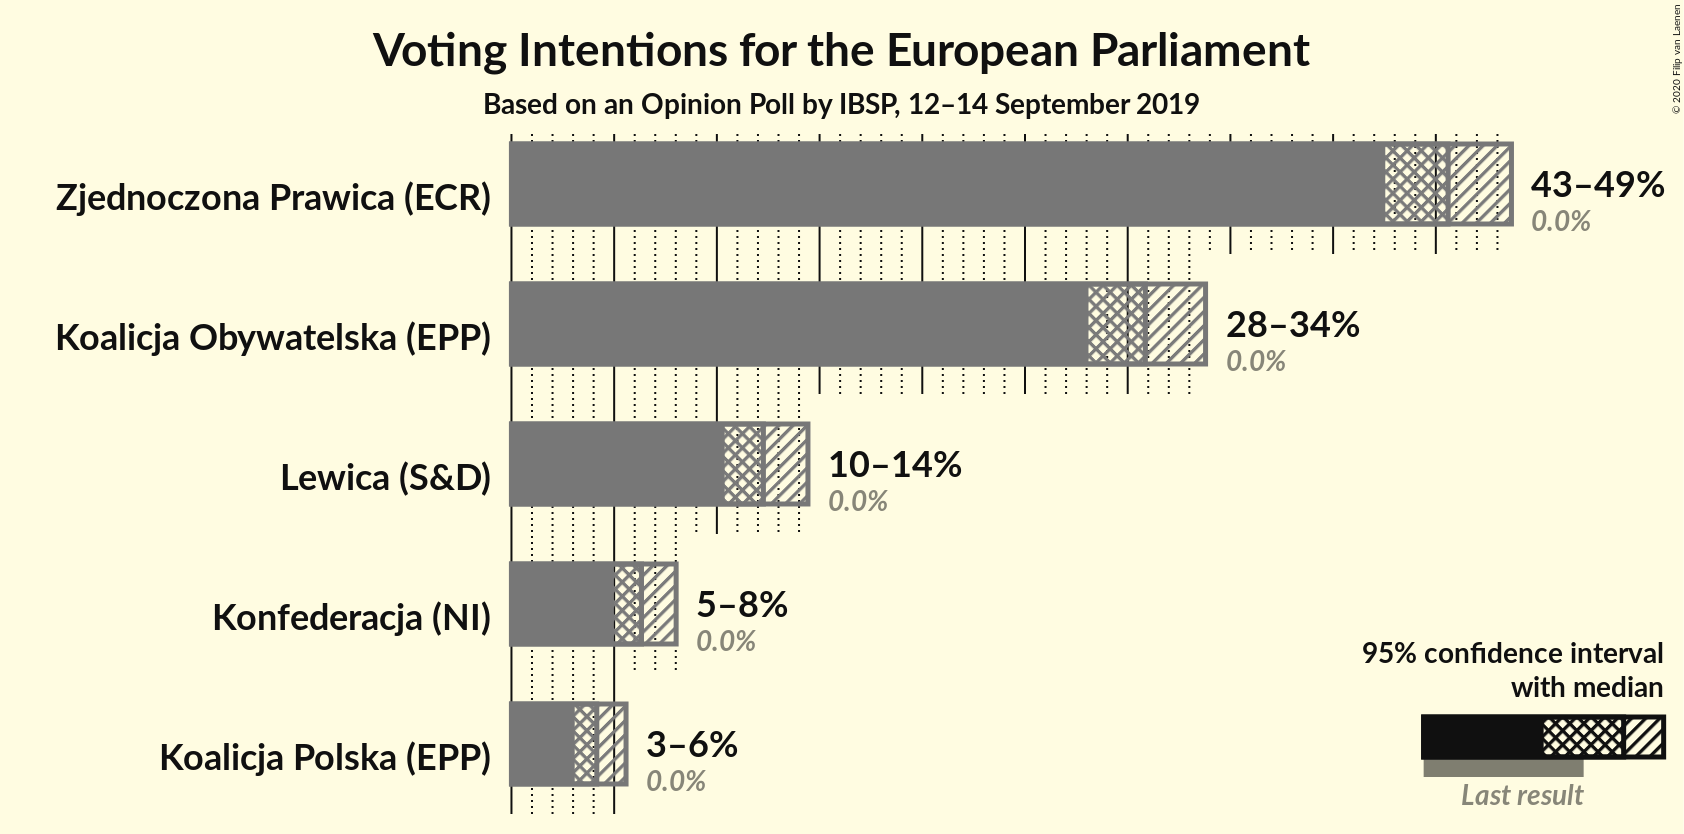 Voting Intentions for the European Parliament
Based on an Opinion Poll by IBSP, 12–14 September 2019
© 2020 Filip van Laenen
Zjednoczona Prawica (ECR)
43–49%
0.0%
Koalicja Obywatelska (EPP)
28–34%
0.0%
Lewica (S&D)
10–14%
0.0%
Konfederacja (NI)
5–8%
0.0%
Koalicja Polska (EPP)
3–6%
0.0%
95% confidence interval
with median
Last result